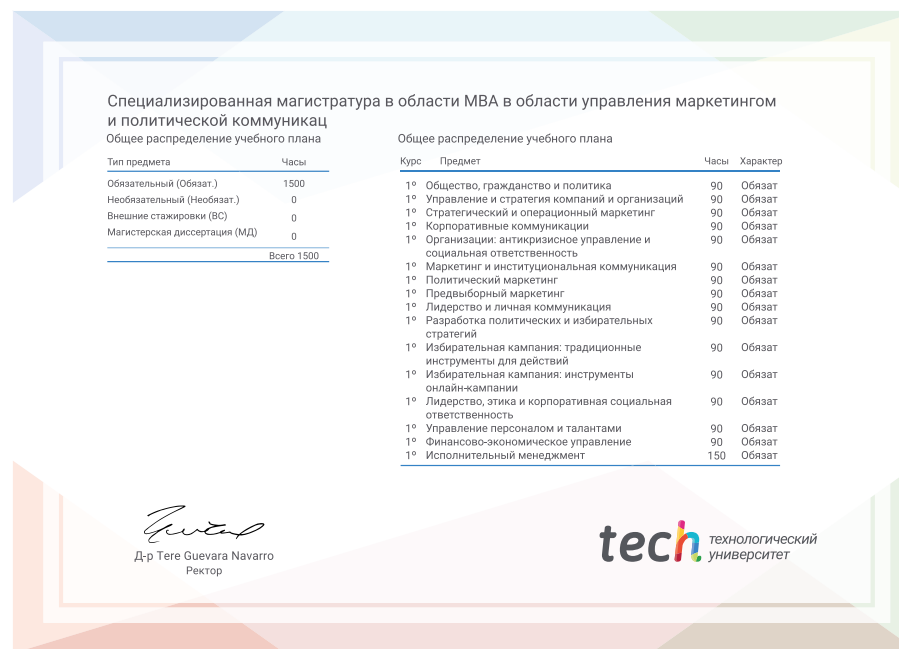 Специализированная магистратура в области MBA в области управления маркетингом
и политической коммуникац
Общее распределение учебного плана
Тип предмета Часы
Обязательный (Обязат.) 1500
Необязательный (Необязат.) 0
Внешние стажировки (ВС) 0
Магистерская диссертация (МД) 0
Всего 1500
Общее распределение учебного плана
Курс Предмет Часы Характер
1º Общество, гражданство и политика 90 Обязат
1º Управление и стратегия компаний и организаций 90 Обязат
1º Стратегический и операционный маркетинг 90 Обязат
1º Корпоративные коммуникации 90 Обязат
1º Организации: антикризисное управление и 90 Обязат
социальная ответственность
1º Маркетинг и институциональная коммуникация 90 Обязат
1º Политический маркетинг 90 Обязат
1º Предвыборный маркетинг 90 Обязат
1º Лидерство и личная коммуникация 90 Обязат
1º Разработка политических и избирательных 90 Обязат
стратегий
1º Избирательная кампания: традиционные 90 Обязат
инструменты для действий
1º Избирательная кампания: инструменты 90 Обязат
онлайн-кампании
1º Лидерство, этика и корпоративная социальная 90 Обязат
ответственность
1º Управление персоналом и талантами 90 Обязат
1º Финансово-экономическое управление 90 Обязат
1º Исполнительный менеджмент 150 Обязат
Д-р Tere Guevara Navarro
Ректор
tech технологический
университет